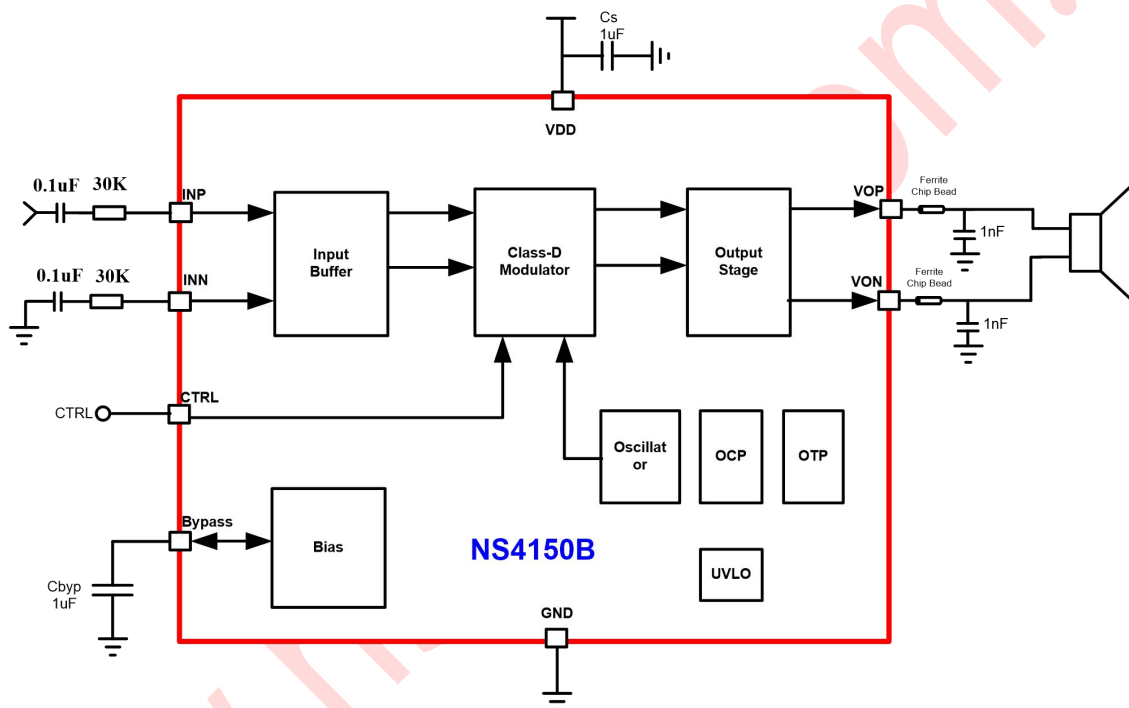 Cs
1uF
VDD
0.1uF 30K
INP
Input
Buffer
Class-D
Modulator
Output
Stage
VOP
Ferrite
Chip Bead
1nF
0.1uF 30K
INN
VON
Ferrite
Chip Bead
1nF
CTRL
CTRL
Oscillat
or
OCP
OTP
Bypass
Bias
NS4150B
UVLO
Cbyp
1uF
GND